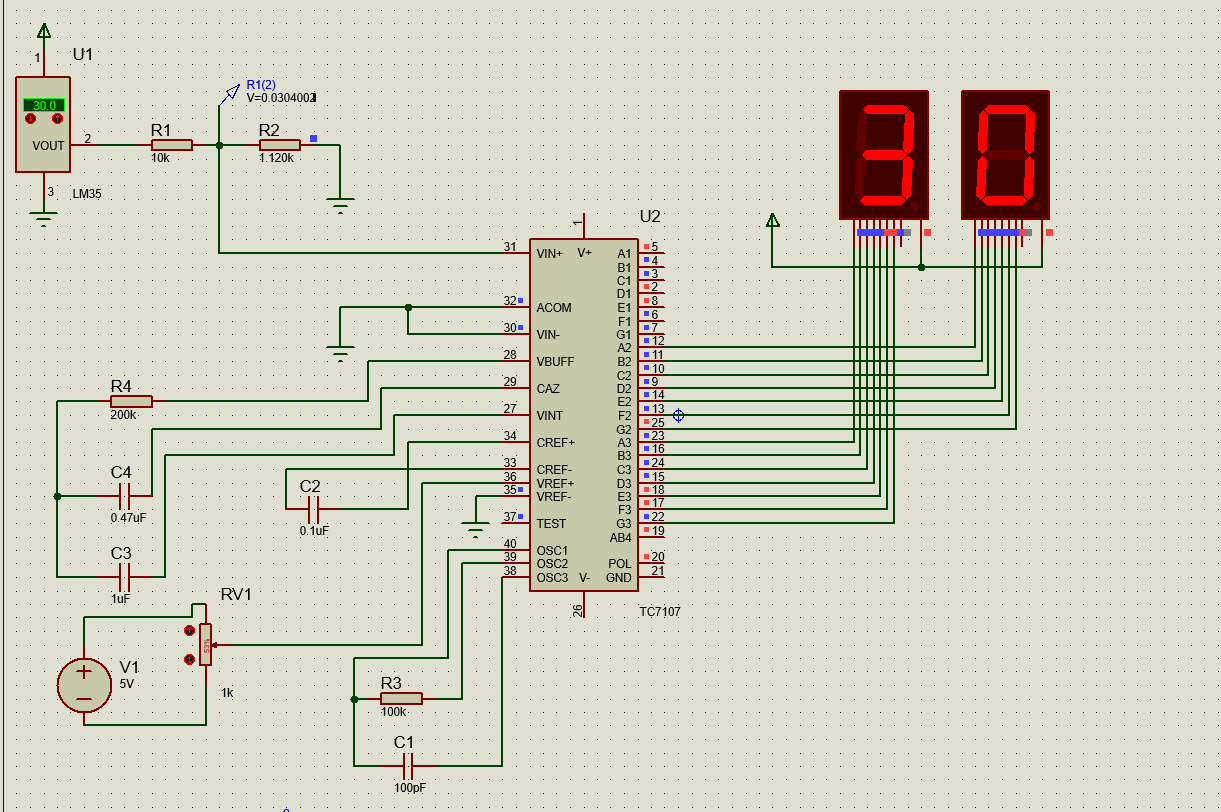 U1
1
30.0
VOUT
2
3
LM35
R1
10k
R1(2)
V=0.0304002
R2
1.120k
U2
1
V+
31 VIN+
32 ACOM
30 VIN-
28 VBUFF
29 CAZ
27 VINT
34 CREF+
33 CREF-
36 VREF+
35 VREF-
37 TEST
40 OSC1
39 OSC2
38 OSC3
V-
26
A1 5
B1 4
C1 3
D1 2
E1 8
F1 6
G1 7
A2 12
B2 11
C2 10
D2 9
E2 14
F2 13
G2 25
A3 23
B3 16
C3 24
D3 15
E3 18
F3 17
G3 22
AB4 19
POL 20
GND 21
TC7107
30
R4
200k
C4
0.47uF
C3
1uF
C2
0.1uF
RV1
53%
1k
V1
5V
R3
100k
C1
100pF